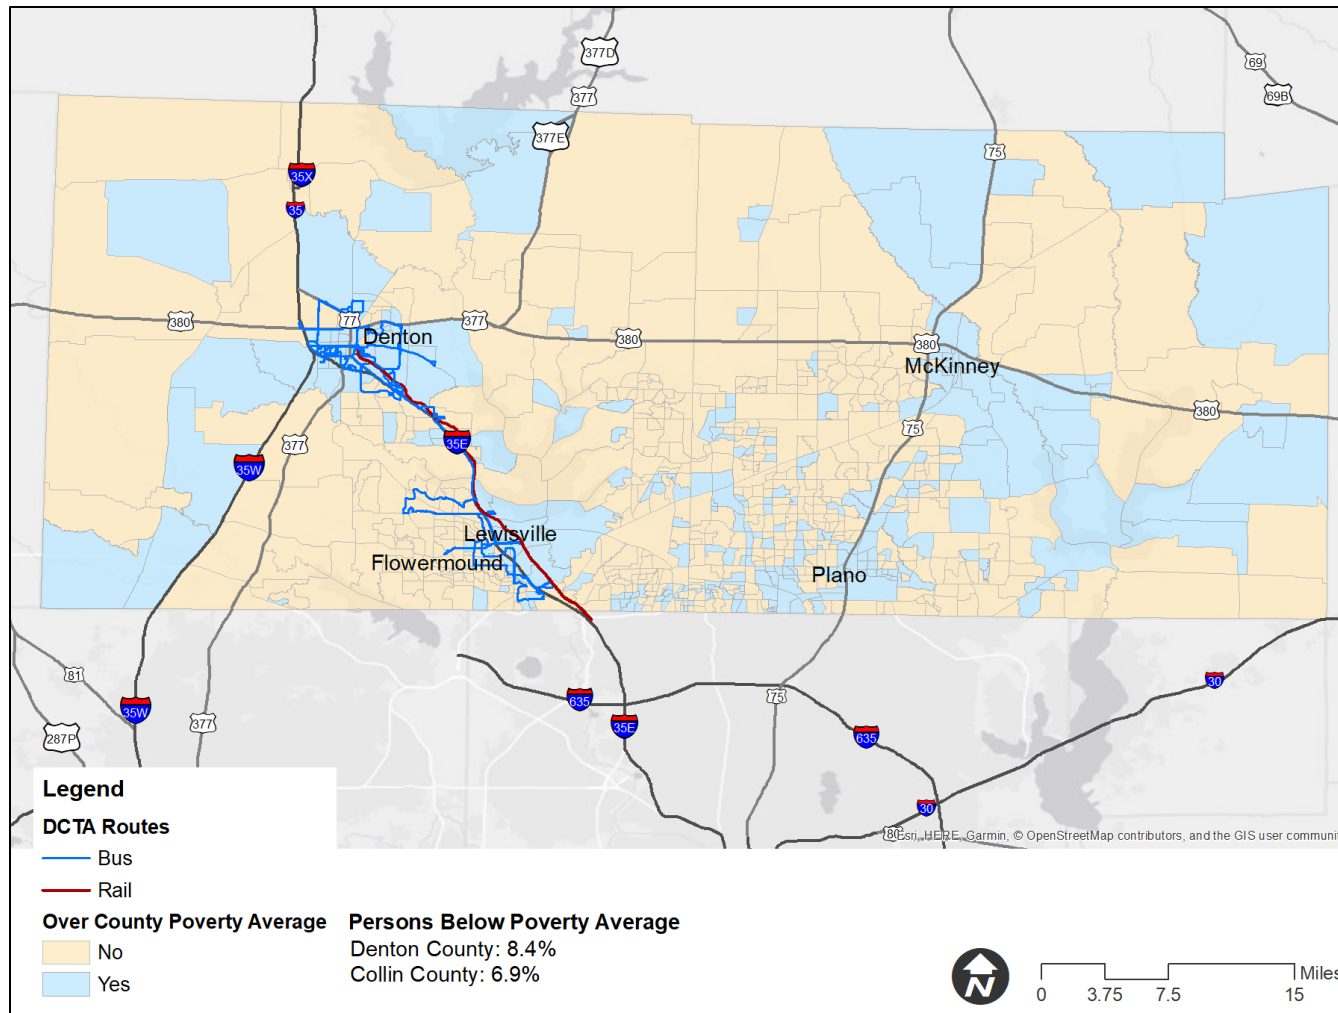 377D
69
377
69B
377E
75
35X
35
380
77
377
Denton
380
380
McKinney
380
75
35E
377
35W
Lewisville
Flowermound
Plano
81
35W
377
287P
635
35E
75
635
30
30
80
Esri, HERE, Garmin, © OpenStreetMap contributors, and the GIS user communit
Legend
DCTA Routes
Bus
Rail
Over County Poverty Average
No
Yes
Persons Below Poverty Average
Denton County: 8.4%
Collin County: 6.9%
N
Miles
0 3.75 7.5 15